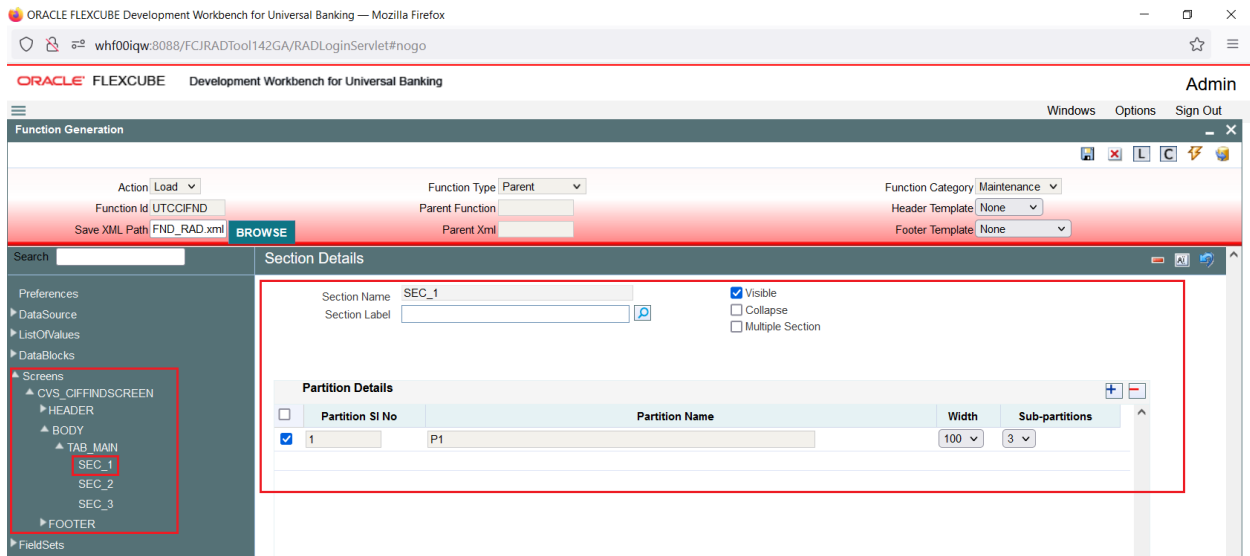 ORACLE FLEXCUBE Development Workbench for Universal Banking — Mozilla Firefox
whf00iqw:8088/FCJRADTool142GA/RADLoginServlet#nogo
ORACLE FLEXCUBE Development Workbench for Universal Banking Admin
Windows Options Sign Out
Function Generation
L C
Action Load Function Type Parent Function Category Maintenance
Function Id UTCCIFND Parent Function Header Template None
Save XML Path FND_RAD.xml BROWSE Parent Xml Footer Template None
Search Section Details
Preferences
DataSource
ListOfValues
DataBlocks
Screens
CVS_CIFFINDSCREEN
HEADER
BODY
TAB_MAIN
SEC_1
SEC_2
SEC_3
FOOTER
FieldSets
Section Name SEC_1 Visible
Section Label Collapse
Multiple Section
Partition Details
Partition Sl No Partition Name Width Sub-partitions
1 P1 100 3